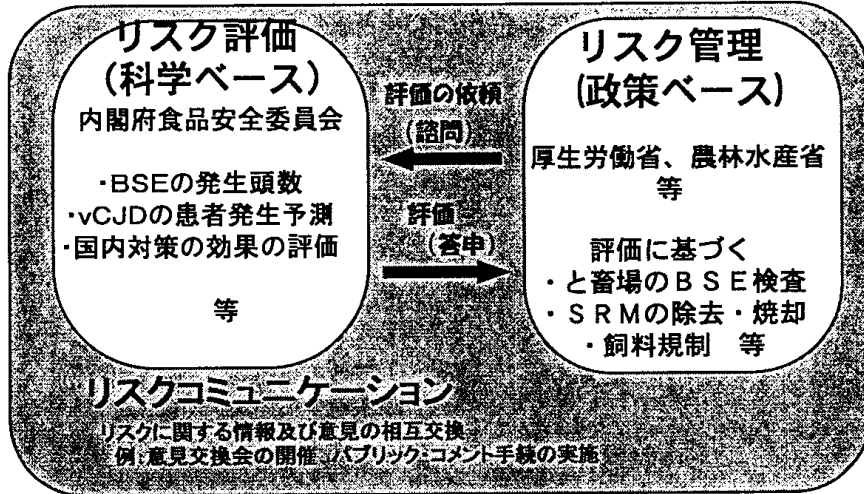 リスク評価
(科学ベース)
内閣府食品安全委員会
・BSEの発生頭数
・vCJDの患者発生予測
・国内対策の効果の評価
等
評価の依頼
(諮問)
評価
(答申)
リスク管理
(政策ベース)
厚生労働省、農林水産省
等
評価に基づく
・と畜場のBSE検査
・SRMの除去・焼却
・飼料規制 等
リスクコミュニケーション
リスクに関する情報及び意見の相互交換
例:意見交換会の開催、パブリック・コメント手続の実施